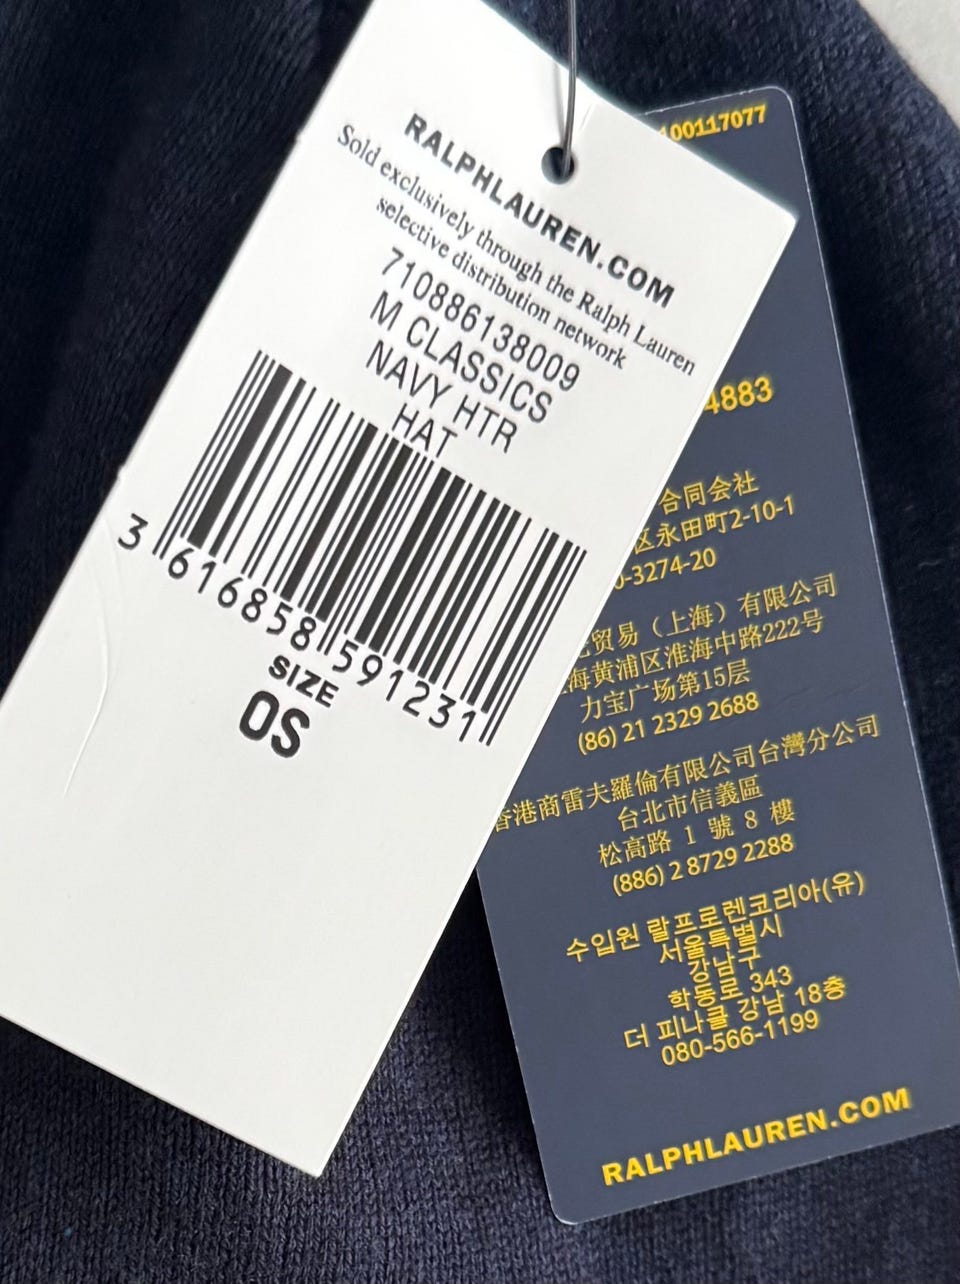 RALPHLAUREN.COM
Sold exclusively through the Ralph Lauren
selective distribution network
710886138009
M CLASSICS
NAVY HTR
HAT
3 616858 591231
SIZE
OS
100117077
4883
合同会社
区永田町2-10-1
0-3274-20
贸易（上海）有限公司
海黄浦区淮海中路222号
力宝广场第15层
(86) 21 2329 2688
香港商雷夫羅倫有限公司台灣分公司
台北市信義區
松高路 1 號 8 樓
(886) 2 8729 2288
수입원 랄프로렌코리아(유)
서울특별시
강남구
학동로 343
더 피나클 강남 18층
080-566-1199
RALPHLAUREN.COM